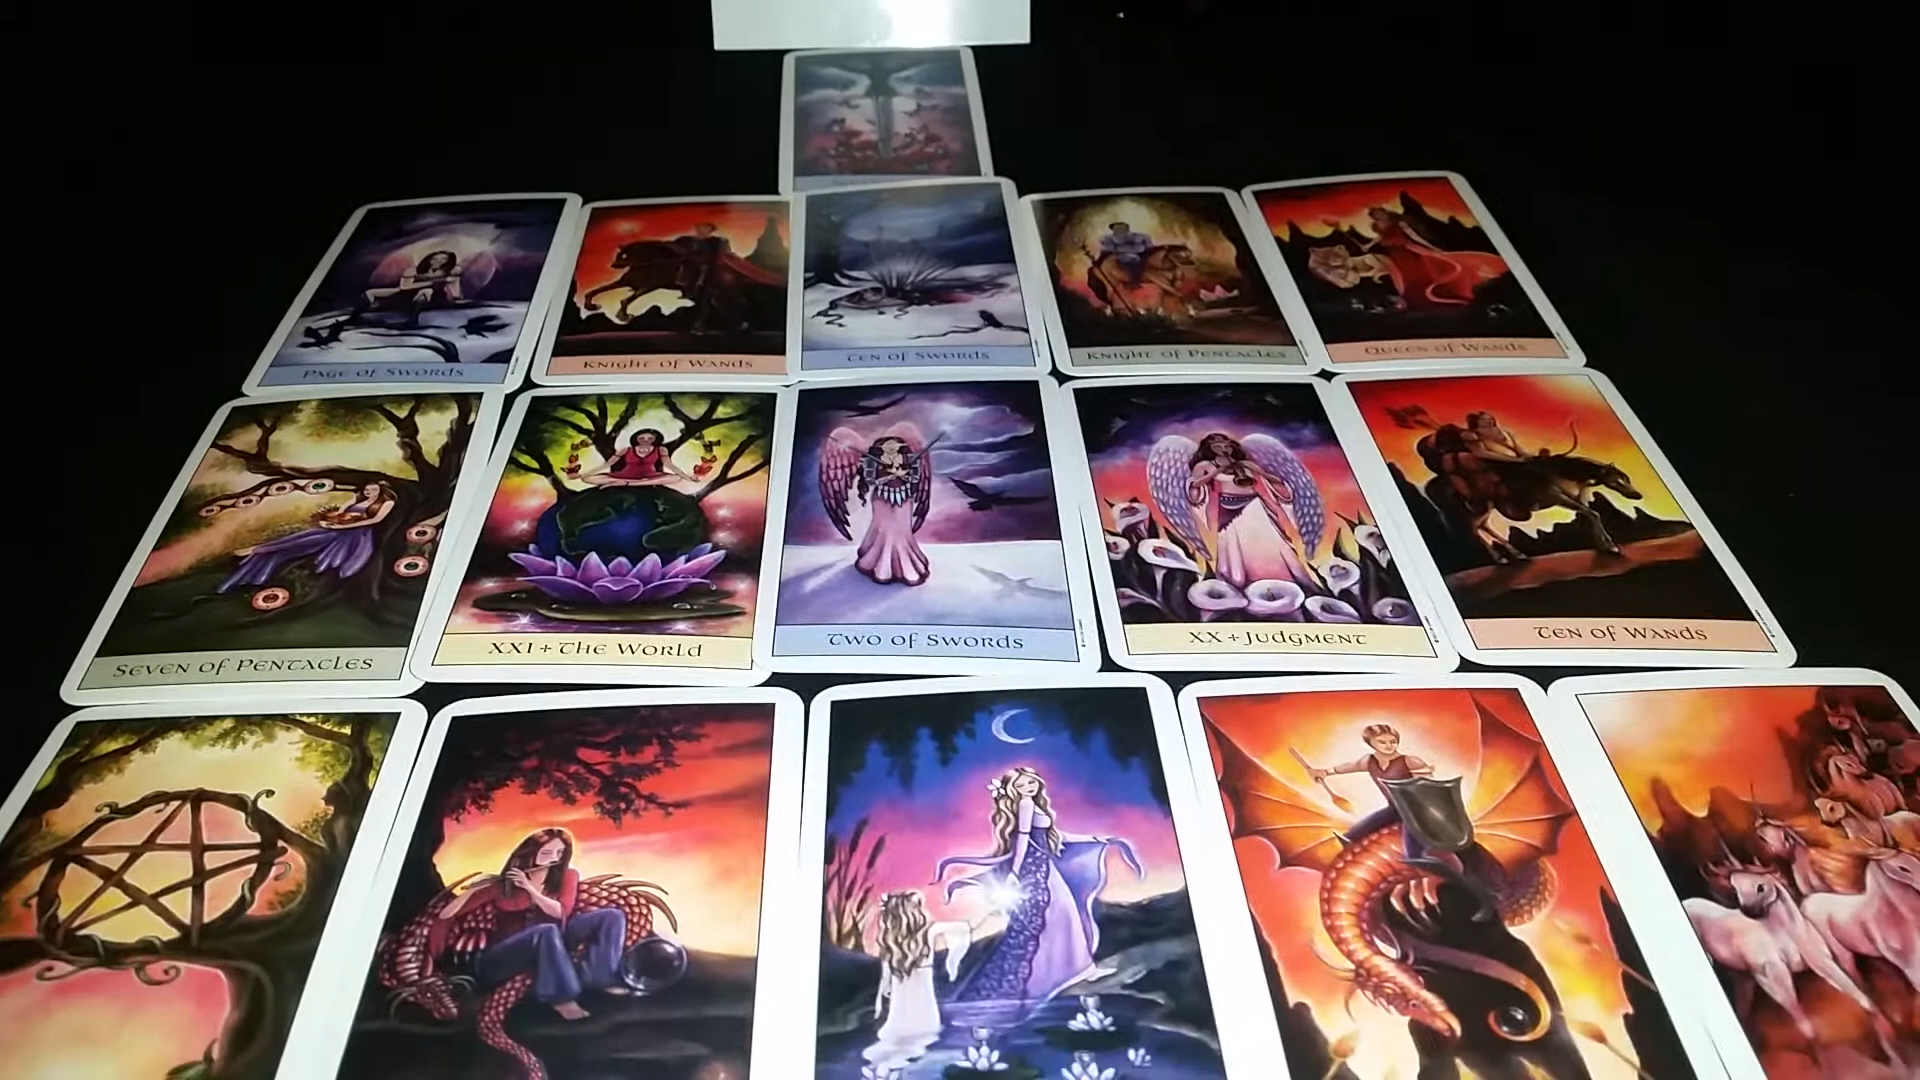 Page of Swords
Knight of Wands
Ten of Swords
Knight of Pentacles
Queen of Wands
Seven of Pentacles
XXI + The World
Two of Swords
XX + Judgment
Ten of Wands